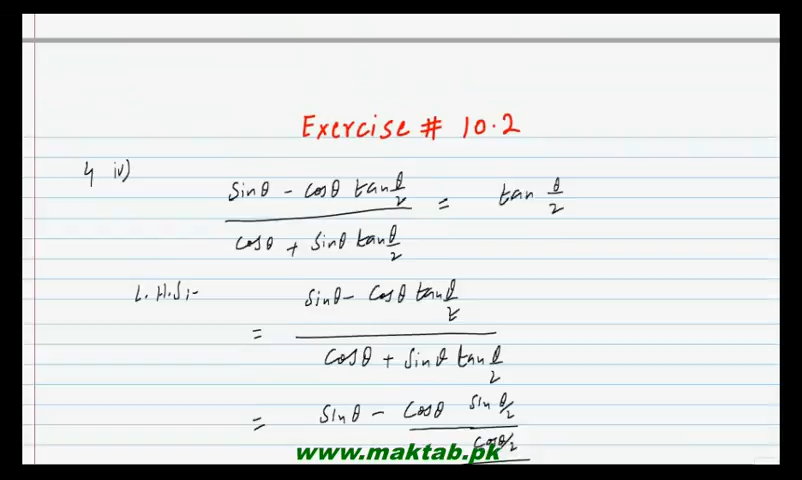 Exercise # 10.2
4 iv)
sinθ - cosθ tan θ/2 = tan θ/2
cosθ + sinθ tan θ/2
L.H.S:-
= sinθ - cosθ tan θ/2
cosθ + sinθ tan θ/2
= sinθ - cosθ sin θ/2
cos θ/2
www.maktab.pk